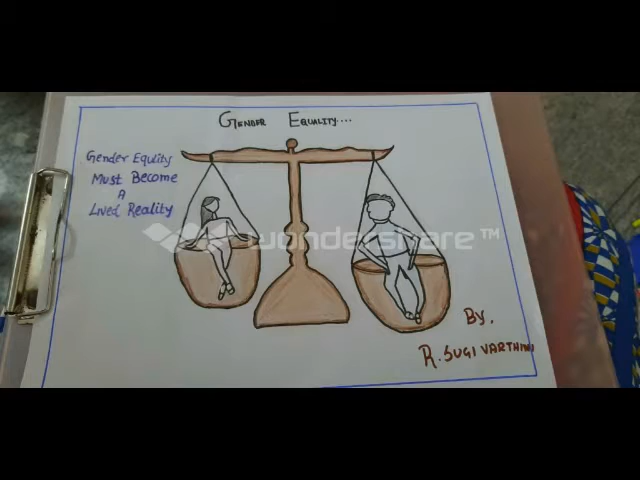 GENDER EQUALITY....
Gender Equity
Must Become
A
Lived Reality
wondershare™
By.
R. SUGI VARTHINI